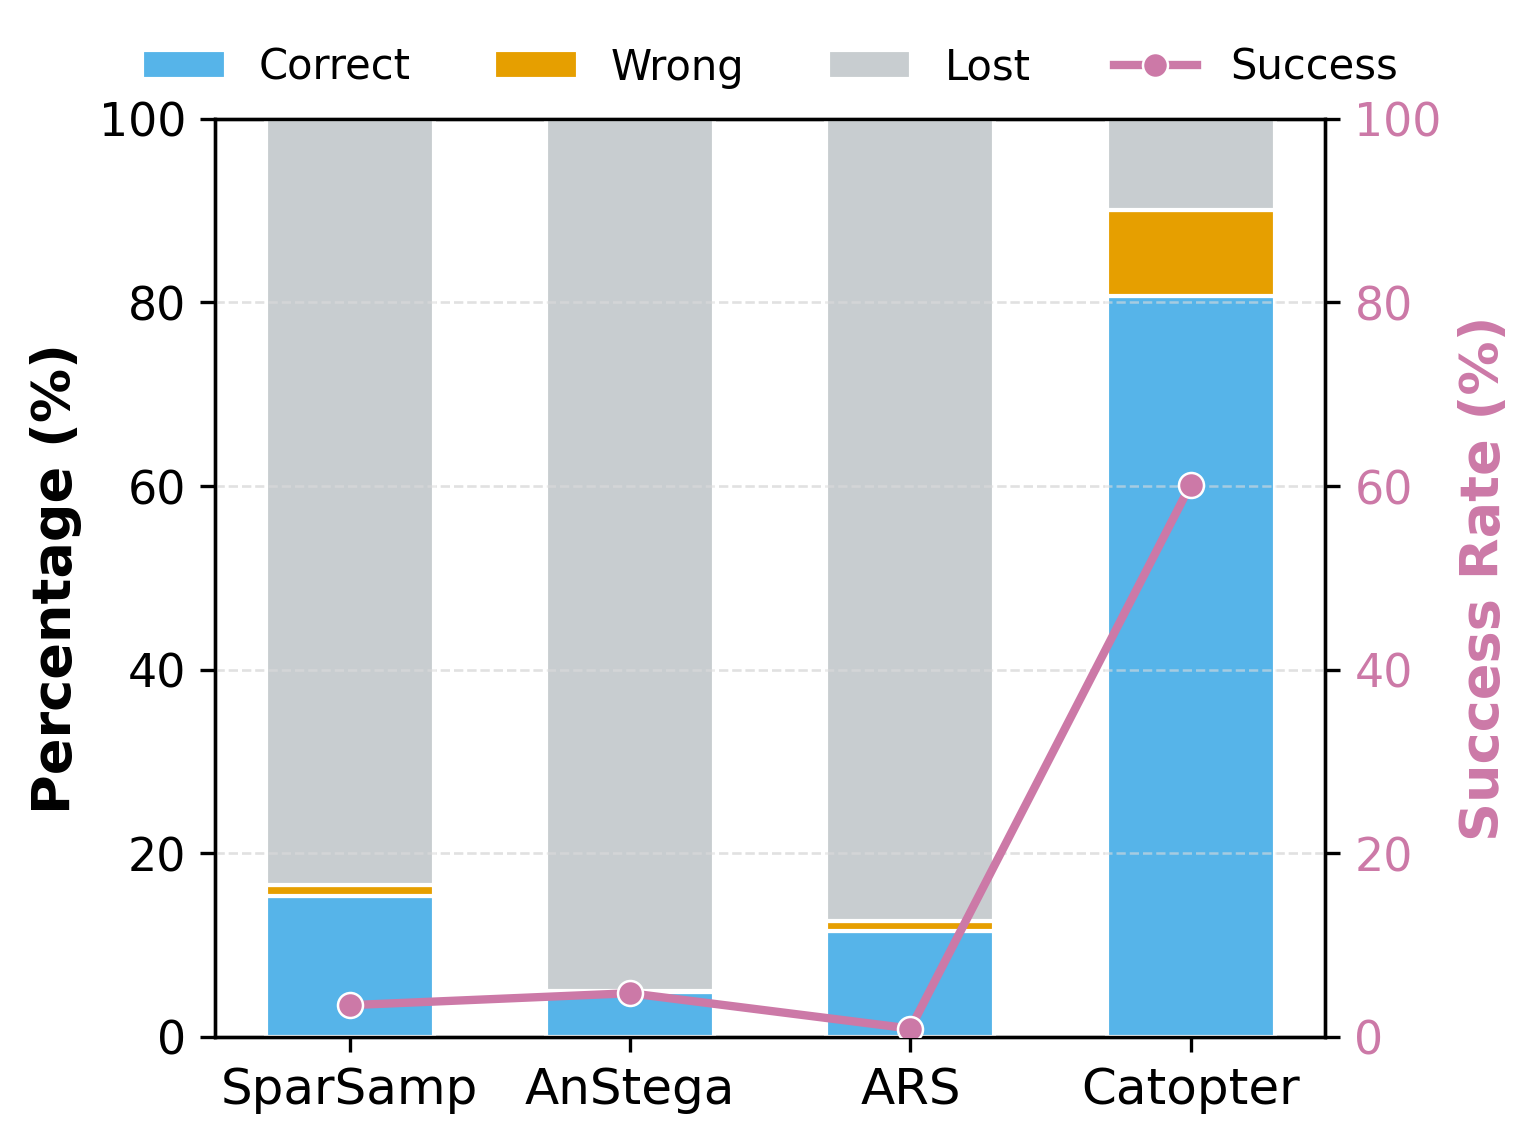 Correct Wrong Lost Success
100 100
80 80
60 60
40 40
20 20
0 0
Percentage (%)
Success Rate (%)
SparSamp AnStega ARS Catopter